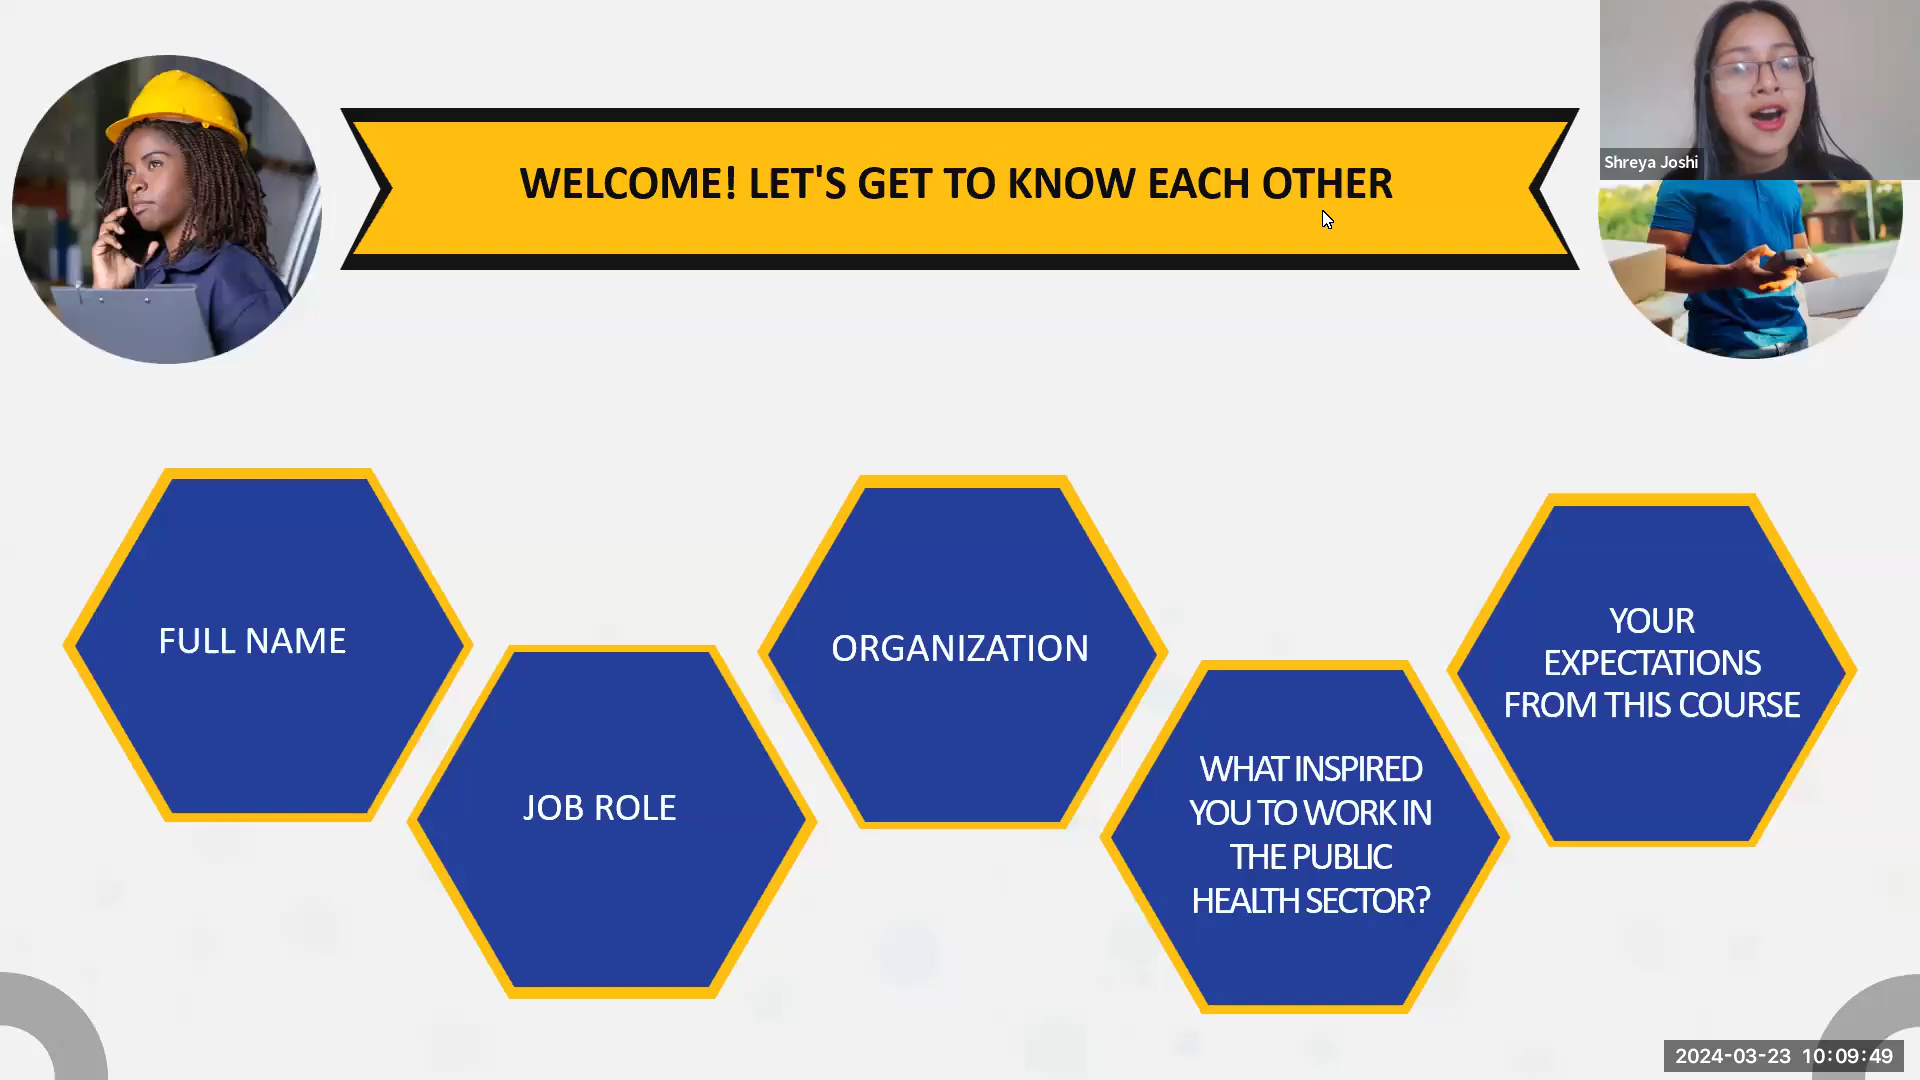 WELCOME! LET'S GET TO KNOW EACH OTHER
Shreya Joshi
FULL NAME
JOB ROLE
ORGANIZATION
WHAT INSPIRED
YOU TO WORK IN
THE PUBLIC
HEALTH SECTOR?
YOUR
EXPECTATIONS
FROM THIS COURSE
2024-03-23 10:09:49